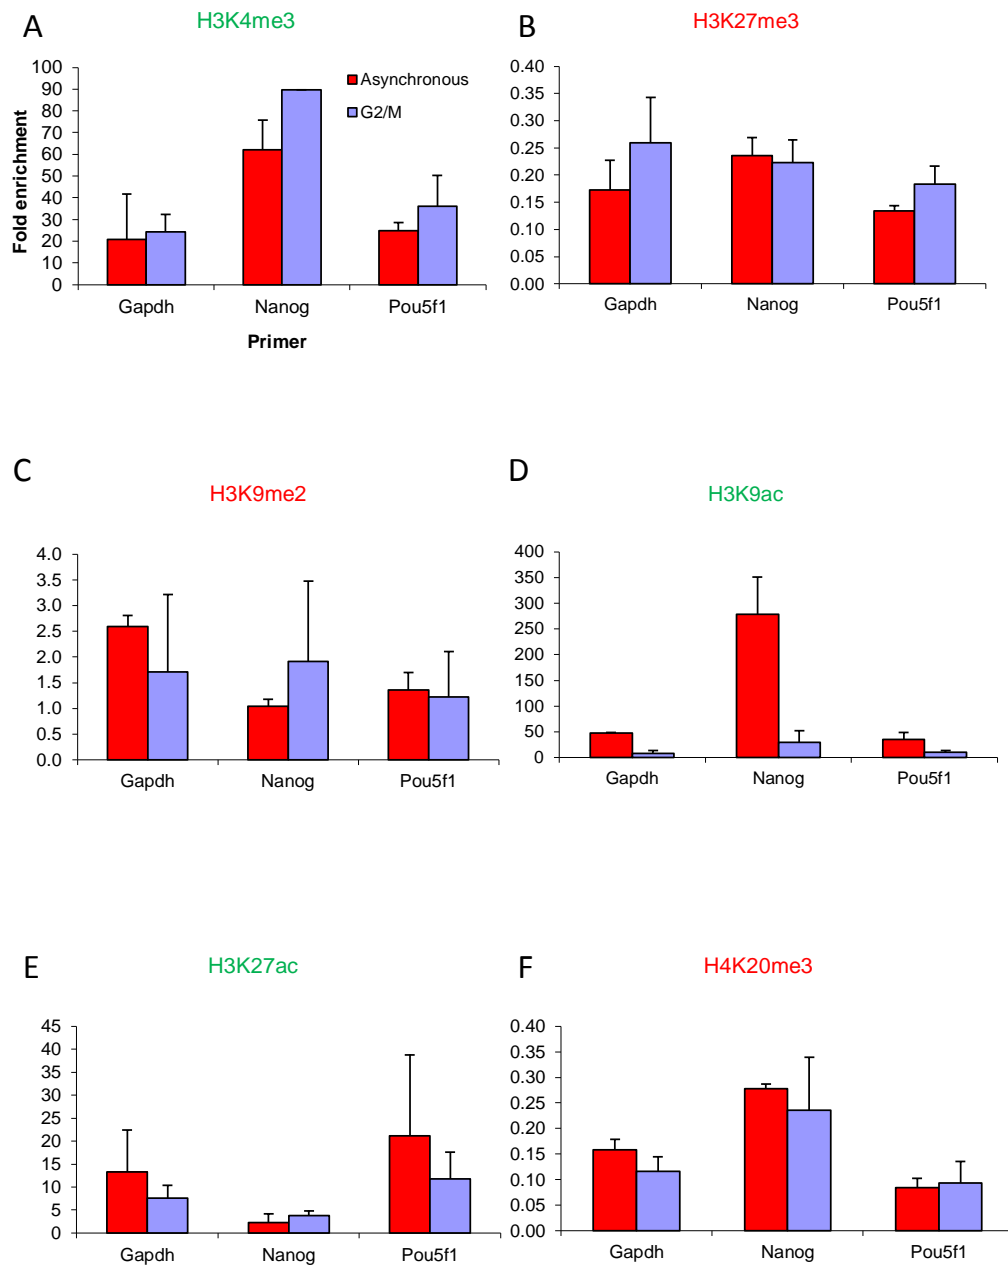 A
H3K4me3
B
H3K27me3
Fold enrichment
100
90
80
70
60
50
40
30
20
10
0
Asynchronous
G2/M
Gapdh
Nanog
Pou5f1
Primer
0.40
0.35
0.30
0.25
0.20
0.15
0.10
0.05
0.00
Gapdh
Nanog
Pou5f1
C
H3K9me2
4.0
3.5
3.0
2.5
2.0
1.5
1.0
0.5
0.0
Gapdh
Nanog
Pou5f1
D
H3K9ac
400
350
300
250
200
150
100
50
0
Gapdh
Nanog
Pou5f1
E
H3K27ac
45
40
35
30
25
20
15
10
5
0
Gapdh
Nanog
Pou5f1
F
H4K20me3
0.40
0.35
0.30
0.25
0.20
0.15
0.10
0.05
0.00
Gapdh
Nanog
Pou5f1